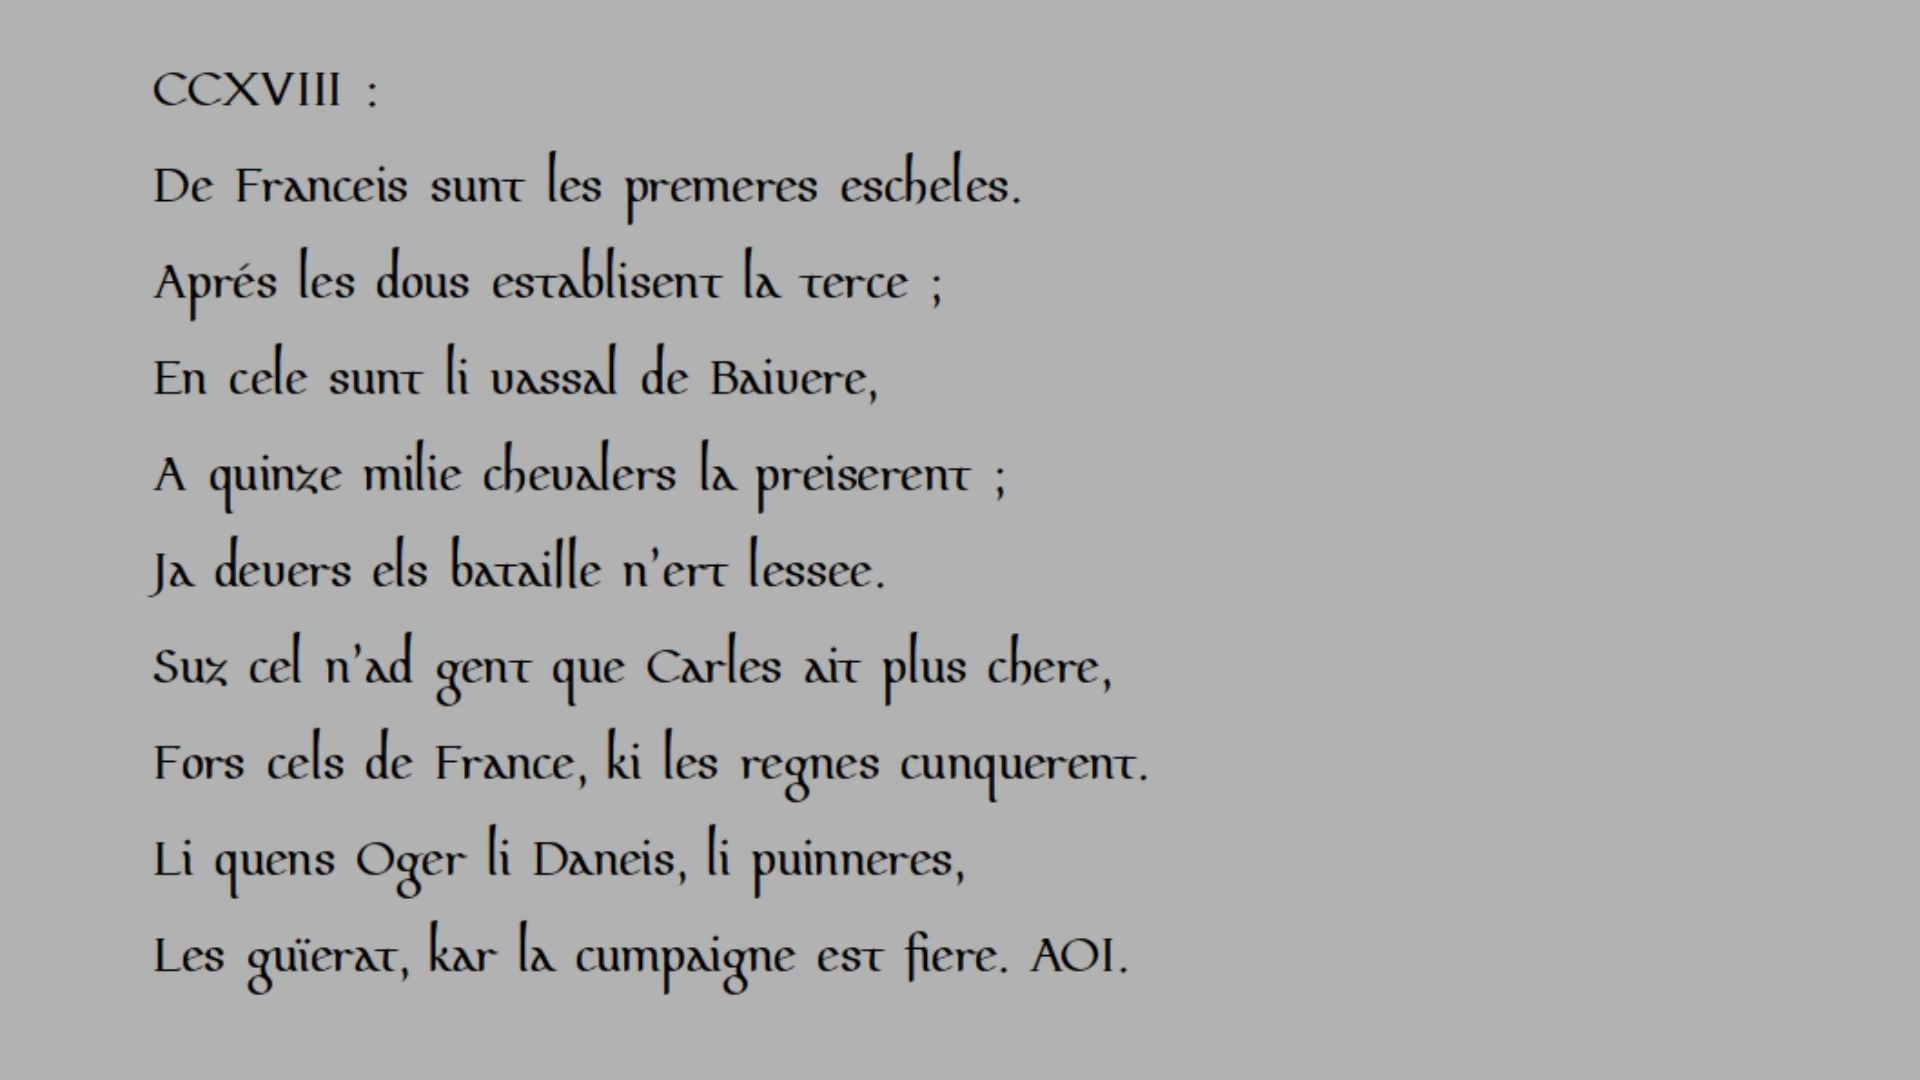 CCXVIII :
De Franceis sunt les premeres escheles.
Aprés les dous establisent la terce ;
En cele sunt li vassal de Baivere,
A quinze milie chevalers la preiserent ;
Ja devers els bataille n’ert lessee.
Suz cel n’ad gent que Carles ait plus chere,
Fors cels de France, ki les regnes cunquerent.
Li quens Oger li Daneis, li puinneres,
Les guïerat, kar la cumpaigne est fiere. AOI.